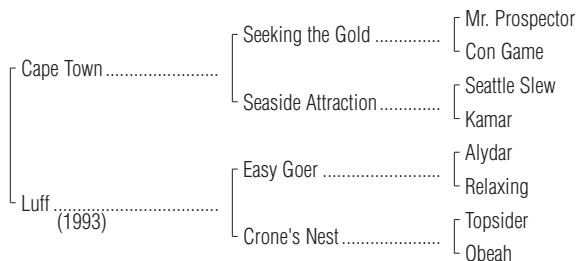 Mr. Prospector
Seeking the Gold ..............
Con Game
Cape Town ........................
Seattle Slew
Seaside Attraction .............
Kamar
Alydar
Easy Goer .........................
Relaxing
Luff ...................................
(1993)
Topsider
Crone's Nest .....................
Obeah